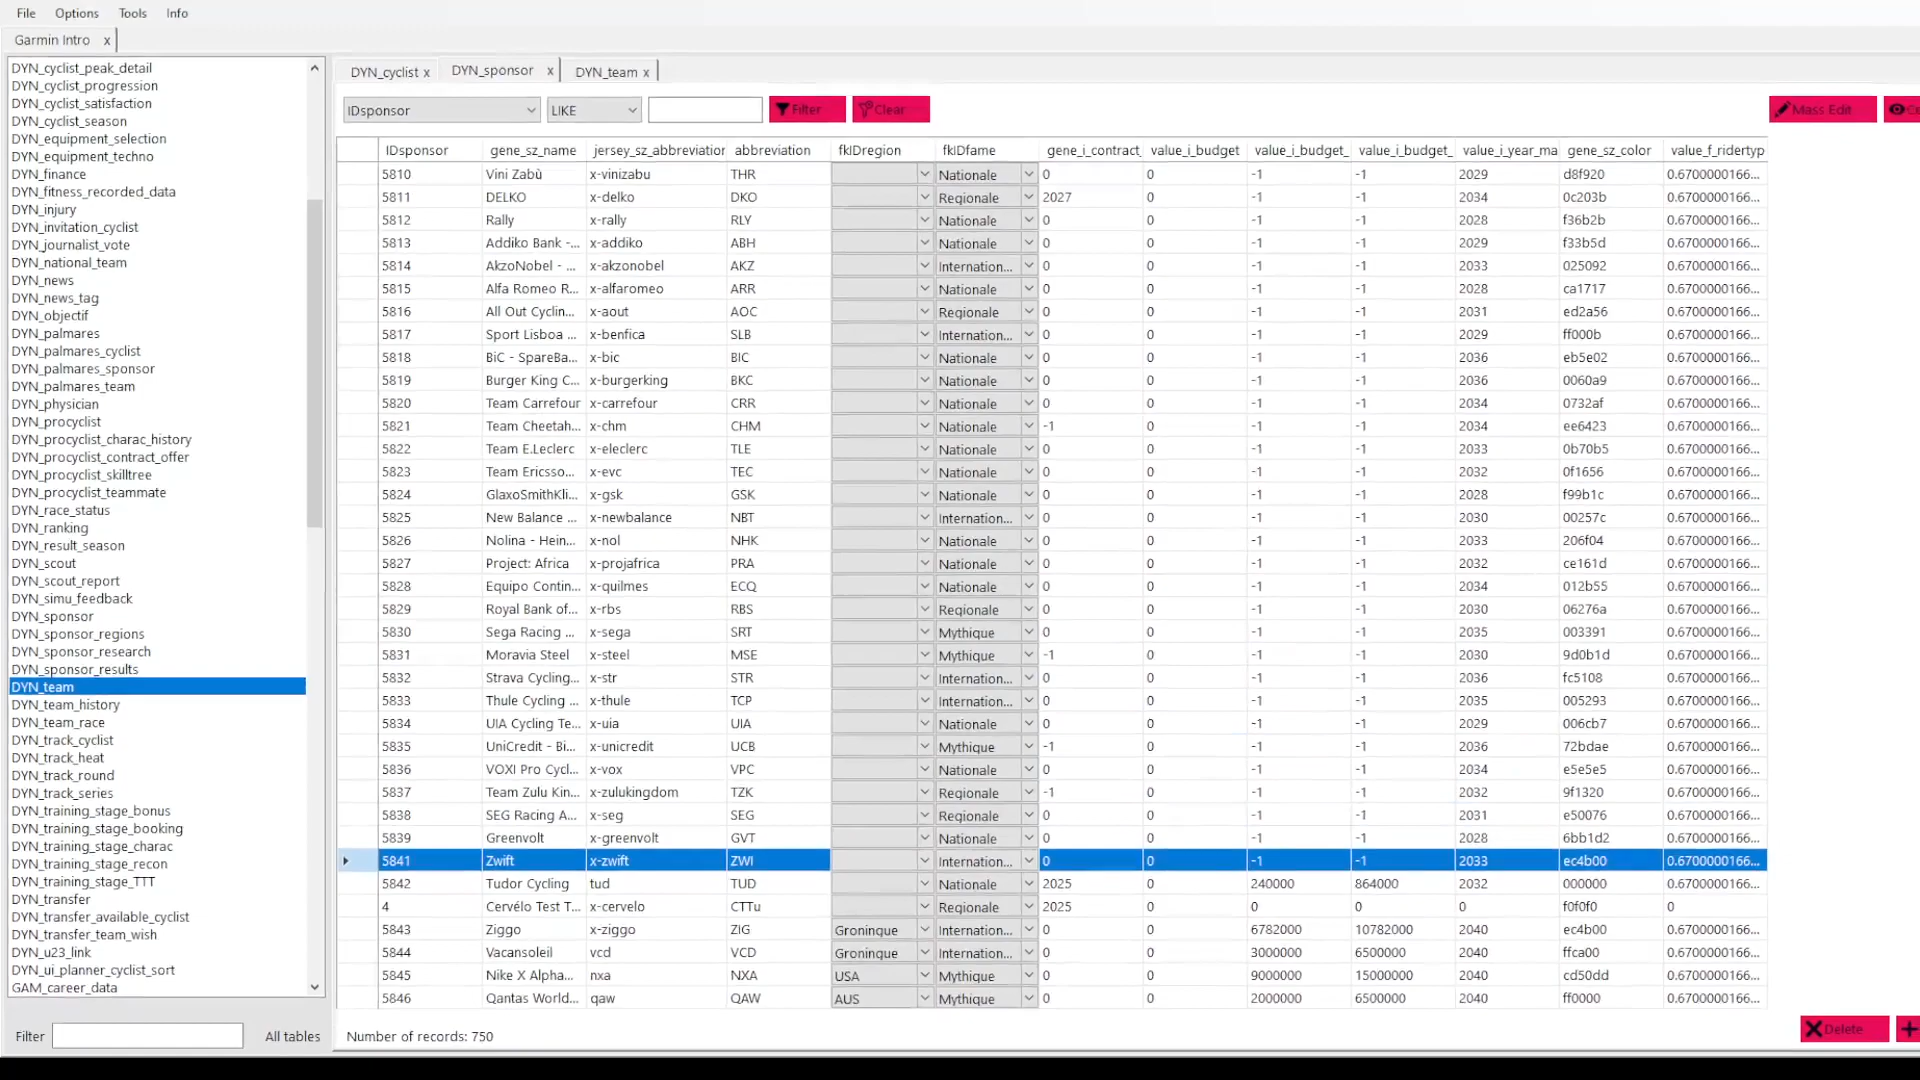 File Options Tools Info
Garmin Intro x
DYN_cyclist_peak_detail
DYN_cyclist_progression
DYN_cyclist_satisfaction
DYN_cyclist_season
DYN_equipment_selection
DYN_equipment_techno
DYN_finance
DYN_fitness_recorded_data
DYN_injury
DYN_invitation_cyclist
DYN_journalist_vote
DYN_national_team
DYN_news
DYN_news_tag
DYN_objectif
DYN_palmares
DYN_palmares_cyclist
DYN_palmares_sponsor
DYN_palmares_team
DYN_physician
DYN_procyclist
DYN_procyclist_charac_history
DYN_procyclist_contract_offer
DYN_procyclist_skilltree
DYN_procyclist_teammate
DYN_race_status
DYN_ranking
DYN_result_season
DYN_scout
DYN_scout_report
DYN_simu_feedback
DYN_sponsor
DYN_sponsor_regions
DYN_sponsor_research
DYN_sponsor_results
DYN_team
DYN_team_history
DYN_team_race
DYN_track_cyclist
DYN_track_heat
DYN_track_round
DYN_track_series
DYN_training_stage_bonus
DYN_training_stage_booking
DYN_training_stage_charac
DYN_training_stage_recon
DYN_training_stage_TTT
DYN_transfer
DYN_transfer_available_cyclist
DYN_transfer_team_wish
DYN_u23_link
DYN_ui_planner_cyclist_sort
GAM_career_data
Filter All tables
DYN_cyclist x DYN_sponsor x DYN_team x
IDsponsor LIKE Filter Clear Mass Edit
IDsponsor gene_sz_name jersey_sz_abbreviation abbreviation fkIDregion fkIDfame gene_i_contract_ value_i_budget value_i_budget_ value_i_budget_ value_i_year_ma gene_sz_color value_f_ridertyp
5810 Vini Zabù x-vinizabu THR Nationale 0 0 -1 -1 2029 d8f920 0.6700000166...
5811 DELKO x-delko DKO Regionale 2027 0 -1 -1 2034 0c203b 0.6700000166...
5812 Rally x-rally RLY Nationale 0 0 -1 -1 2028 f36b2b 0.6700000166...
5813 Addiko Bank -... x-addiko ABH Nationale 0 0 -1 -1 2029 f33b5d 0.6700000166...
5814 AkzoNobel - ... x-akzonobel AKZ Internation... 0 0 -1 -1 2033 025092 0.6700000166...
5815 Alfa Romeo R... x-alfaromeo ARR Nationale 0 0 -1 -1 2028 ca1717 0.6700000166...
5816 All Out Cyclin... x-aout AOC Regionale 0 0 -1 -1 2031 ed2a56 0.6700000166...
5817 Sport Lisboa ... x-benfica SLB Internation... 0 0 -1 -1 2029 ff000b 0.6700000166...
5818 BiC - SpareBa... x-bic BIC Nationale 0 0 -1 -1 2036 eb5e02 0.6700000166...
5819 Burger King C... x-burgerking BKC Nationale 0 0 -1 -1 2036 0060a9 0.6700000166...
5820 Team Carrefour x-carrefour CRR Nationale 0 0 -1 -1 2034 0732af 0.6700000166...
5821 Team Cheetah... x-chm CHM Nationale -1 0 -1 -1 2034 ee6423 0.6700000166...
5822 Team E.Leclerc x-eleclerc TLE Nationale 0 0 -1 -1 2033 0b70b5 0.6700000166...
5823 Team Ericsso... x-evc TEC Nationale 0 0 -1 -1 2032 0f1656 0.6700000166...
5824 GlaxoSmithKli... x-gsk GSK Nationale 0 0 -1 -1 2028 f99b1c 0.6700000166...
5825 New Balance ... x-newbalance NBT Internation... 0 0 -1 -1 2030 00257c 0.6700000166...
5826 Nolina - Hein... x-nol NHK Nationale 0 0 -1 -1 2033 206f04 0.6700000166...
5827 Project: Africa x-projafrica PRA Nationale 0 0 -1 -1 2032 ce161d 0.6700000166...
5828 Equipo Contin... x-quilmes ECQ Nationale 0 0 -1 -1 2034 012b55 0.6700000166...
5829 Royal Bank of... x-rbs RBS Regionale 0 0 -1 -1 2030 06276a 0.6700000166...
5830 Sega Racing ... x-sega SRT Mythique 0 0 -1 -1 2035 003391 0.6700000166...
5831 Moravia Steel x-steel MSE Mythique -1 0 -1 -1 2030 9d0b1d 0.6700000166...
5832 Strava Cycling... x-str STR Internation... 0 0 -1 -1 2036 fc5108 0.6700000166...
5833 Thule Cycling ... x-thule TCP Internation... 0 0 -1 -1 2035 005293 0.6700000166...
5834 UIA Cycling Te... x-uia UIA Nationale 0 0 -1 -1 2029 006cb7 0.6700000166...
5835 UniCredit - Bi... x-unicredit UCB Mythique -1 0 -1 -1 2036 72bdae 0.6700000166...
5836 VOXI Pro Cycl... x-vox VPC Nationale 0 0 -1 -1 2034 e5e5e5 0.6700000166...
5837 Team Zulu Kin... x-zulukingdom TZK Regionale -1 0 -1 -1 2032 9f1320 0.6700000166...
5838 SEG Racing A... x-seg SEG Regionale 0 0 -1 -1 2031 e50076 0.6700000166...
5839 Greenvolt x-greenvolt GVT Nationale 0 0 -1 -1 2028 6bb1d2 0.6700000166...
5841 Zwift x-zwift ZWI Internation... 0 0 -1 -1 2033 ec4b00 0.6700000166...
5842 Tudor Cycling tud TUD Nationale 2025 0 240000 864000 2032 000000 0.6700000166...
4 Cervélo Test T... x-cervelo CTTu Regionale 2025 0 0 0 0 f0f0f0 0
5843 Ziggo x-ziggo ZIG Groningue Internation... 0 0 6782000 10782000 2040 ec4b00 0.6700000166...
5844 Vacansoleil vcd VCD Groningue Internation... 0 0 3000000 6500000 2040 ffca00 0.6700000166...
5845 Nike X Alpha... nxa NXA USA Mythique 0 0 9000000 15000000 2040 cd50dd 0.6700000166...
5846 Qantas World... qaw QAW AUS Mythique 0 0 2000000 6500000 2040 ff0000 0.6700000166...
Number of records: 750 Delete